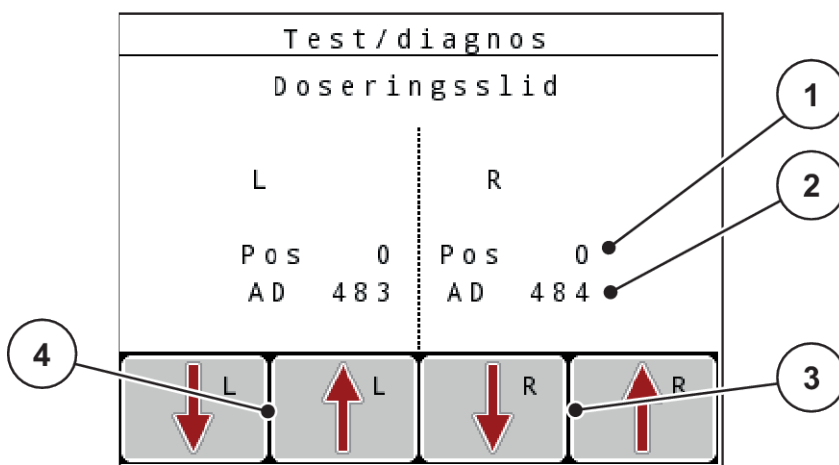 Test/diagnos
Doseringsslid
1
2
L R
Pos 0 Pos 0
AD 483 AD 484
4
3
L L R R